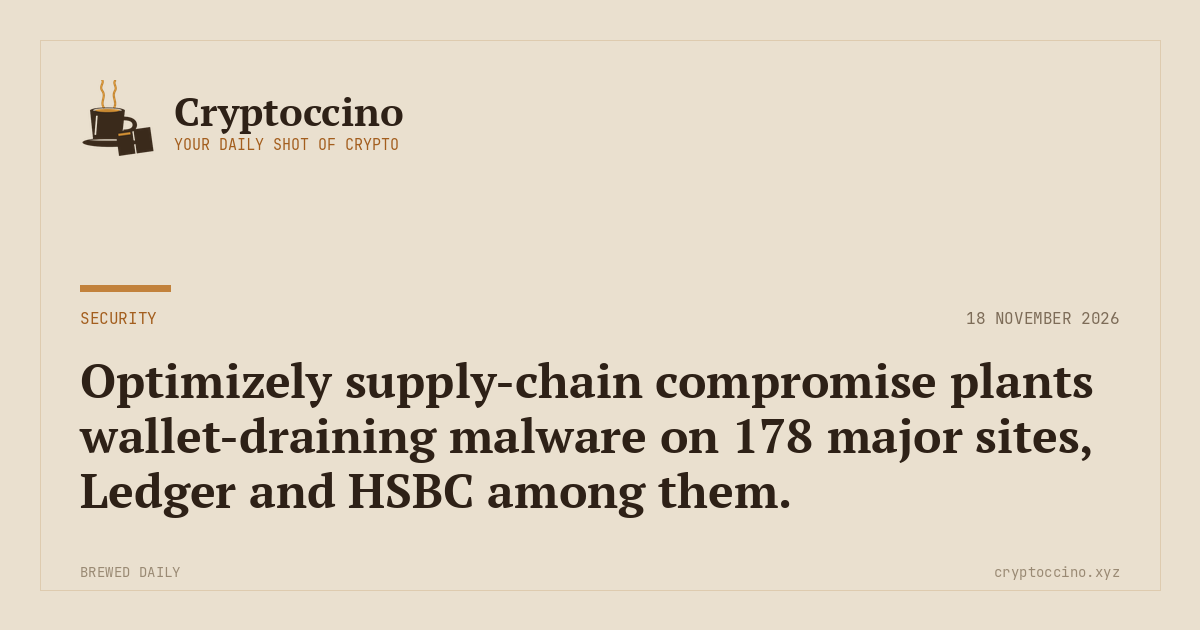 Cryptoccino
YOUR DAILY SHOT OF CRYPTO
SECURITY
18 NOVEMBER 2026
Optimizely supply-chain compromise plants
wallet-draining malware on 178 major sites,
Ledger and HSBC among them.
BREWED DAILY
cryptoccino.xyz